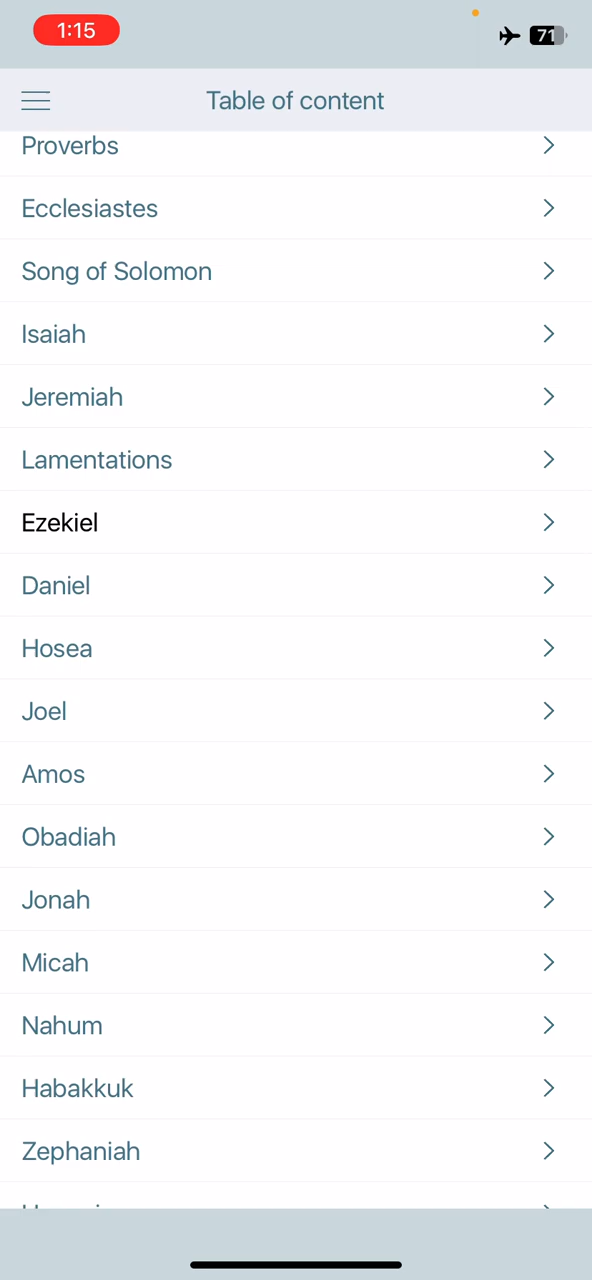 1:15
71
Table of content
Proverbs
Ecclesiastes
Song of Solomon
Isaiah
Jeremiah
Lamentations
Ezekiel
Daniel
Hosea
Joel
Amos
Obadiah
Jonah
Micah
Nahum
Habakkuk
Zephaniah